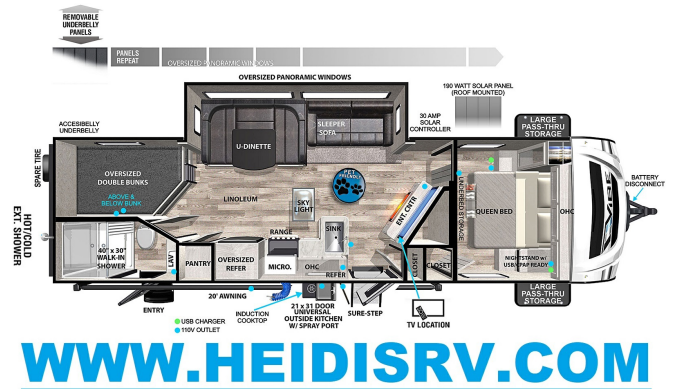 REMOVABLE
UNDERBELLY
PANELS
PANELS
REPEAT
OVERSIZED PANORAMIC WINDOWS
OVERSIZED PANORAMIC WINDOWS
190 WATT SOLAR PANEL
(ROOF MOUNTED)
30 AMP
SOLAR
CONTROLLER
LARGE
PASS-THRU
STORAGE
ACCESIBELLY
UNDERBELLY
SPARE TIRE
OVERSIZED
DOUBLE BUNKS
ABOVE &
BELOW BUNK
U-DINETTE
SLEEPER
SOFA
PET
FRIENDLY
LINOLEUM
SKY
LIGHT
ENT. CNTR
UNDERBED STORAGE
QUEEN BED
OHC
VIBE
BATTERY
DISCONNECT
HOT/COLD
EXT. SHOWER
40" x 30"
WALK-IN
SHOWER
LAV
PANTRY
OVERSIZED
REFER
RANGE
MICRO.
SINK
OHC
REFER
CLOSET
CLOSET
NIGHTSTAND w/
USB/CPAP READY
LARGE
PASS-THRU
STORAGE
ENTRY
20' AWNING
INDUCTION
COOKTOP
21 x 31 DOOR
UNIVERSAL
OUTSIDE KITCHEN
W/ SPRAY PORT
SURE-STEP
TV LOCATION
USB CHARGER
110V OUTLET
WWW.HEIDISRV.COM